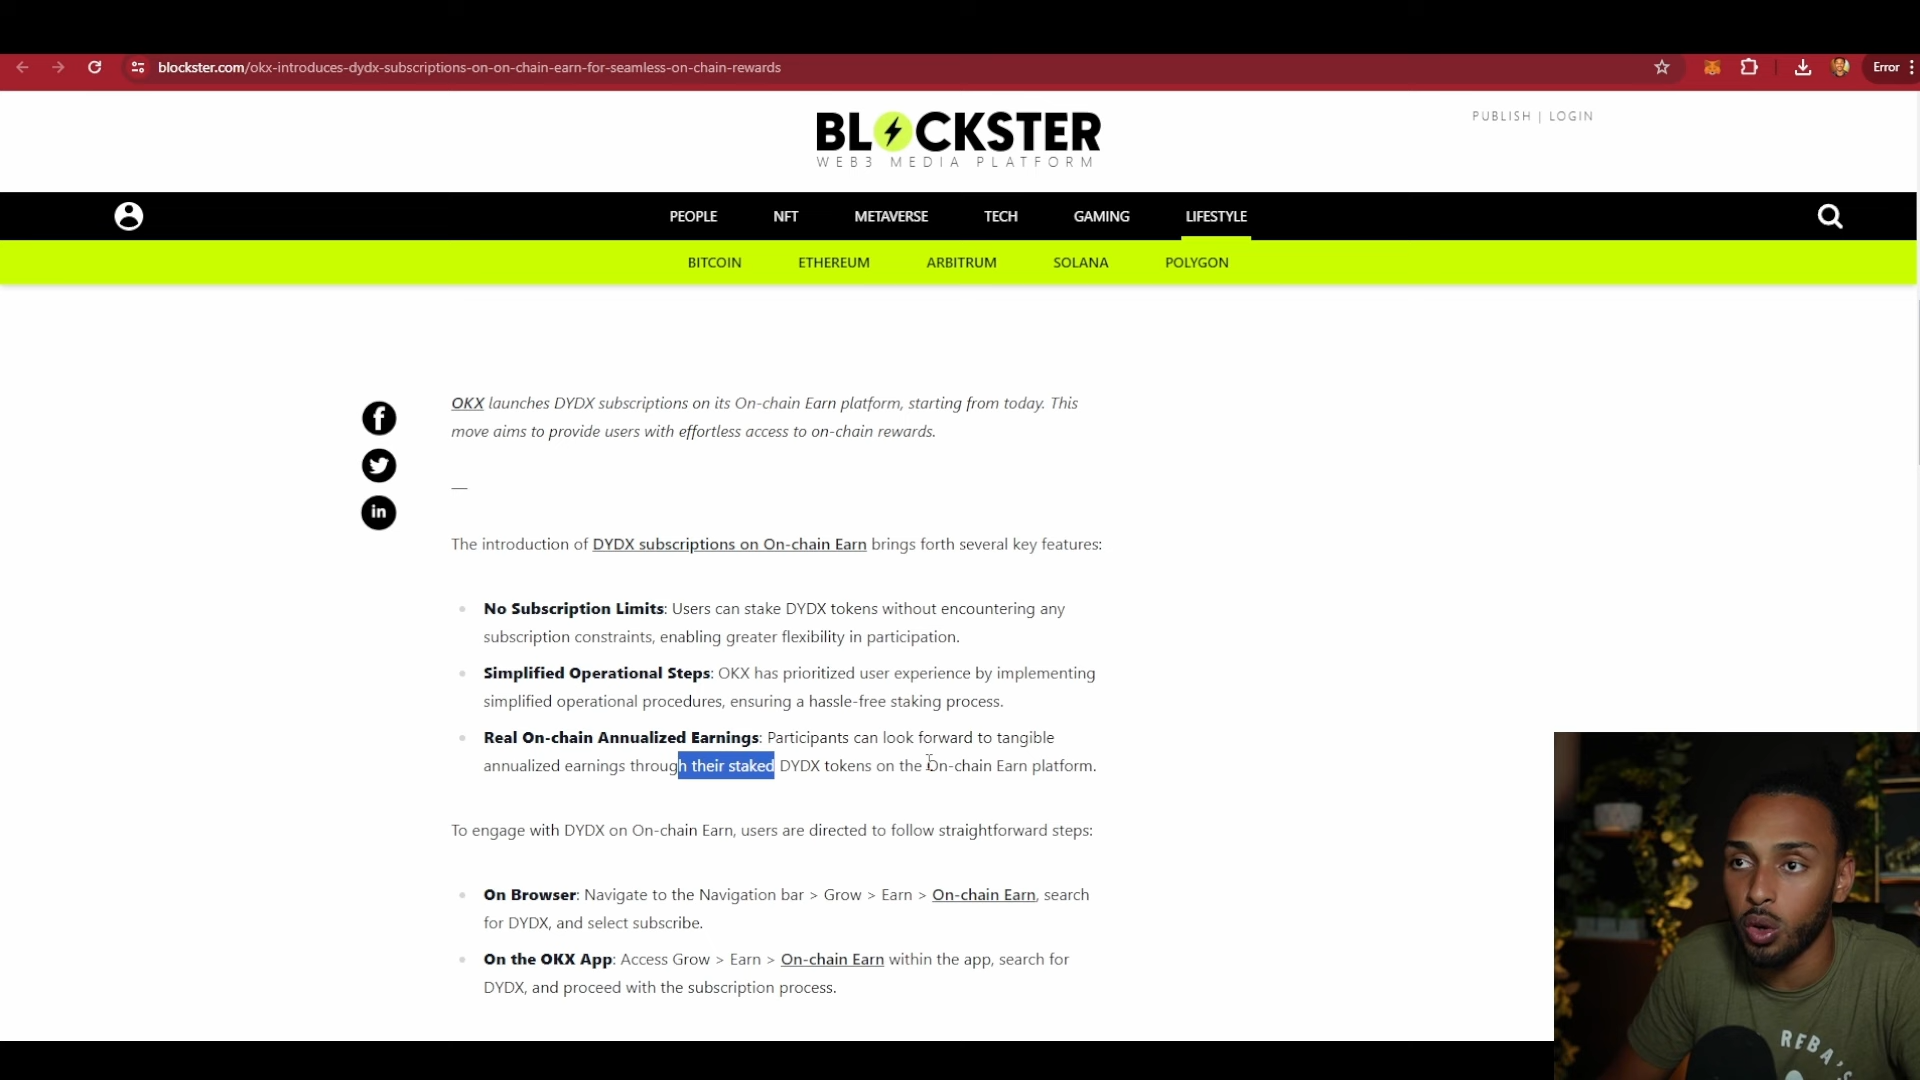 blockster.com/okx-introduces-dydx-subscriptions-on-on-chain-earn-for-seamless-on-chain-rewards
Error
BLOCKSTER
WEB3 MEDIA PLATFORM
PUBLISH | LOGIN
PEOPLE NFT METAVERSE TECH GAMING LIFESTYLE
BITCOIN ETHEREUM ARBITRUM SOLANA POLYGON
OKX launches DYDX subscriptions on its On-chain Earn platform, starting from today. This
move aims to provide users with effortless access to on-chain rewards.
—
The introduction of DYDX subscriptions on On-chain Earn brings forth several key features:
No Subscription Limits: Users can stake DYDX tokens without encountering any
subscription constraints, enabling greater flexibility in participation.
Simplified Operational Steps: OKX has prioritized user experience by implementing
simplified operational procedures, ensuring a hassle-free staking process.
Real On-chain Annualized Earnings: Participants can look forward to tangible
annualized earnings through their staked DYDX tokens on the On-chain Earn platform.
To engage with DYDX on On-chain Earn, users are directed to follow straightforward steps:
On Browser: Navigate to the Navigation bar > Grow > Earn > On-chain Earn, search
for DYDX, and select subscribe.
On the OKX App: Access Grow > Earn > On-chain Earn within the app, search for
DYDX, and proceed with the subscription process.
REBA'S